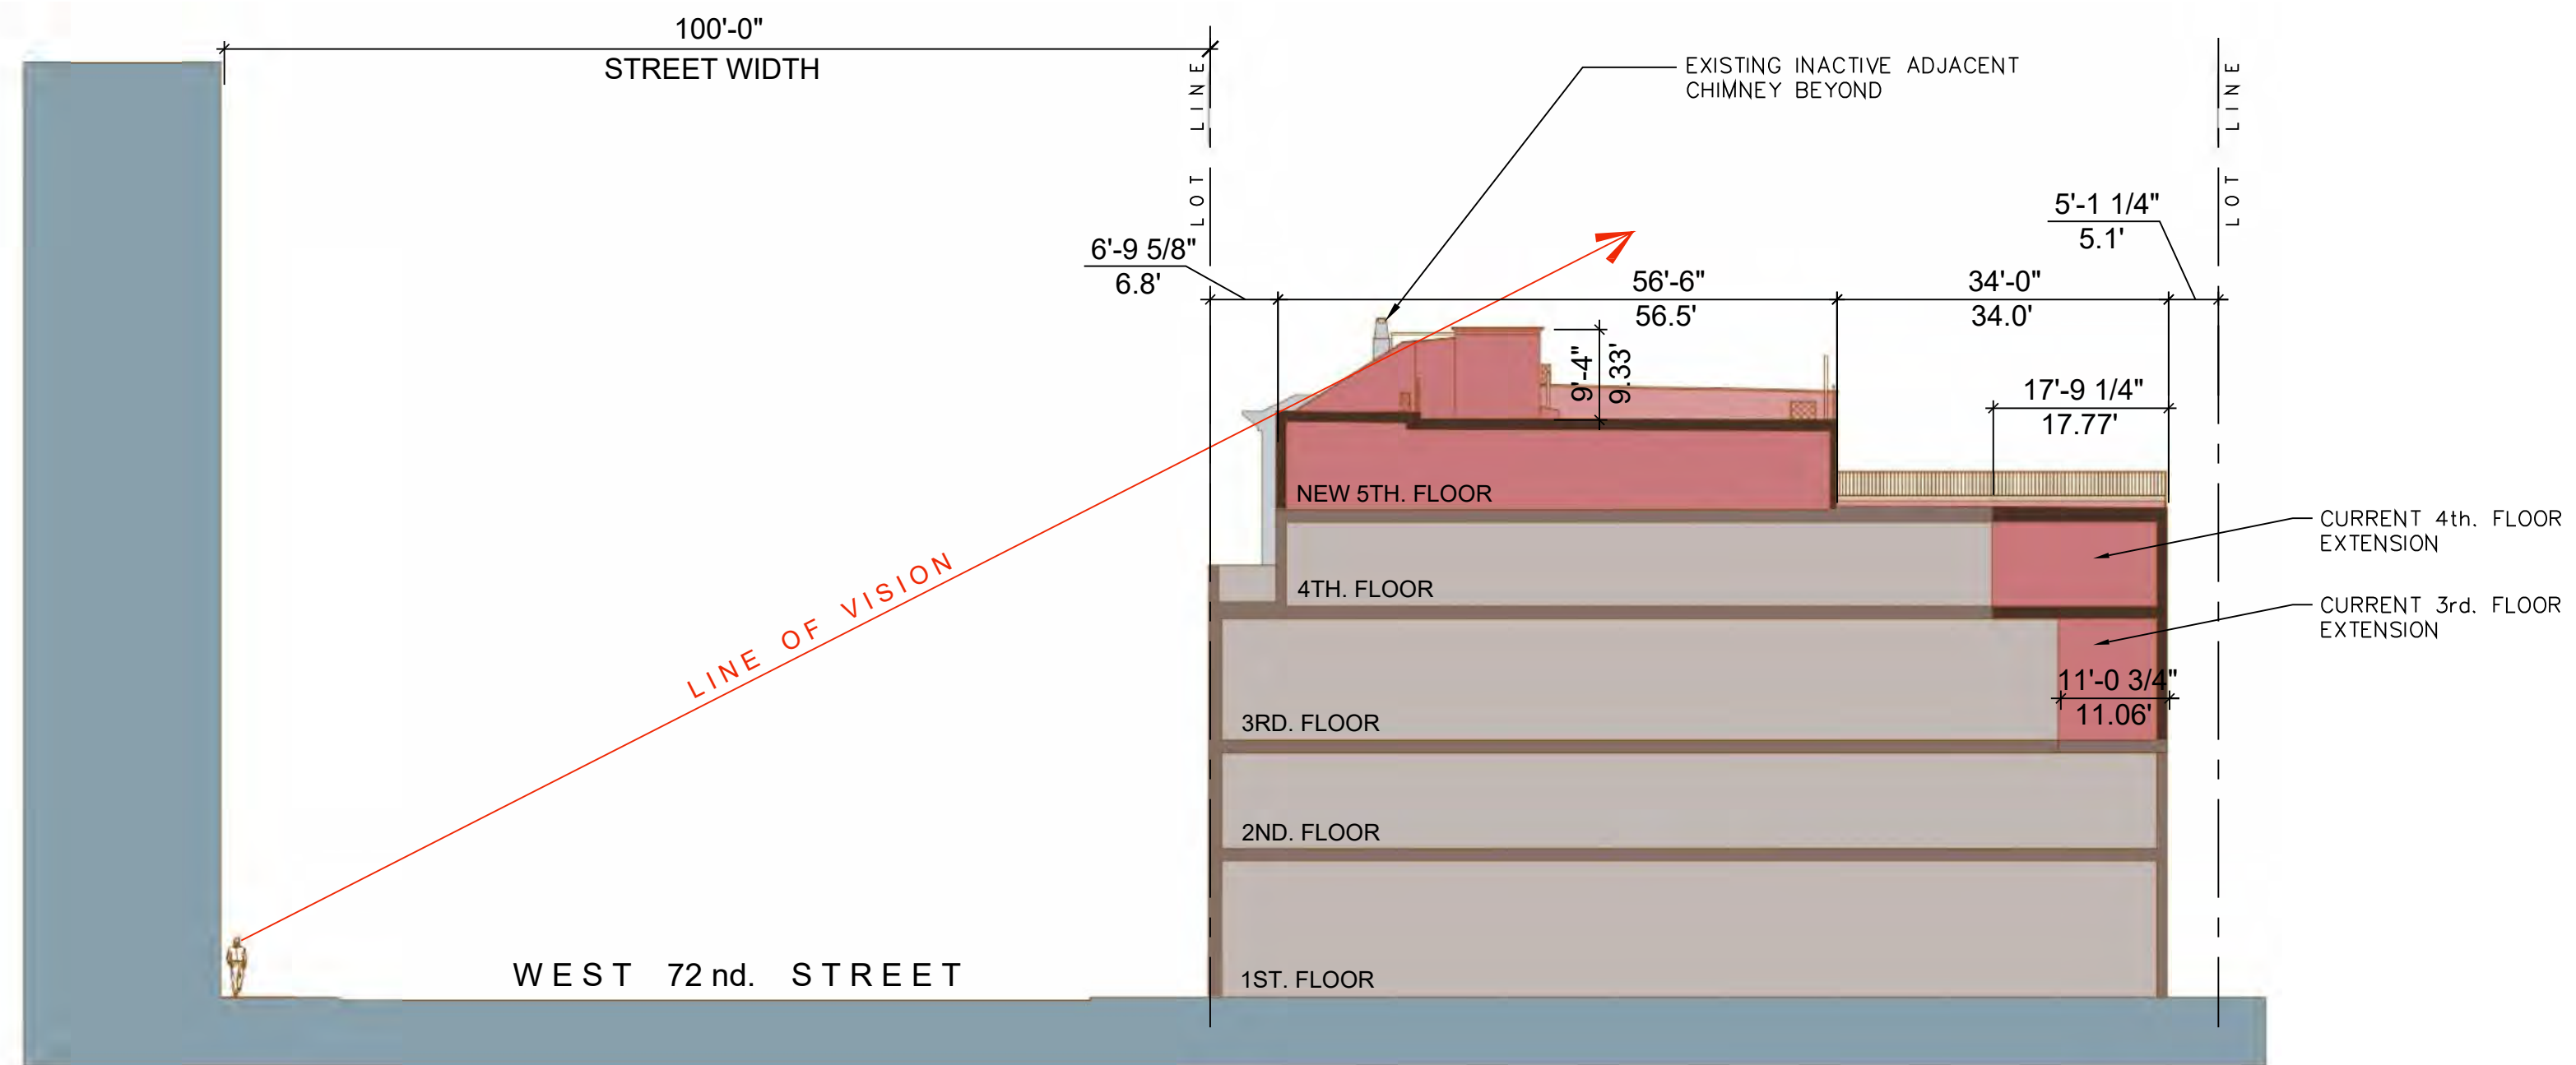 100'-0"
STREET WIDTH
LOT LINE
EXISTING INACTIVE ADJACENT
CHIMNEY BEYOND
LOT LINE
6'-9 5/8"
6.8'
56'-6"
56.5'
34'-0"
34.0'
5'-1 1/4"
5.1'
9'-4"
9.33'
17'-9 1/4"
17.77'
NEW 5TH. FLOOR
CURRENT 4th. FLOOR
EXTENSION
4TH. FLOOR
CURRENT 3rd. FLOOR
EXTENSION
LINE OF VISION
11'-0 3/4"
11.06'
3RD. FLOOR
2ND. FLOOR
WEST 72 nd. STREET
1ST. FLOOR